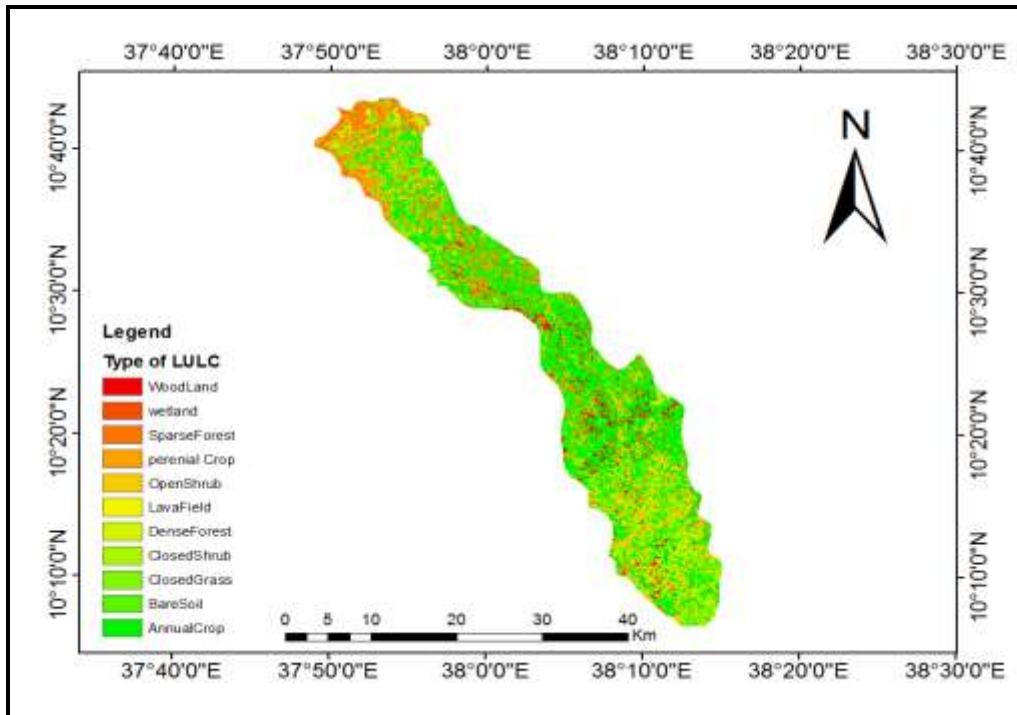 37°40'0"E 37°50'0"E 38°0'0"E 38°10'0"E 38°20'0"E 38°30'0"E
N
10°40'0"N 10°40'0"N
10°30'0"N 10°30'0"N
Legend
Type of LULC
WoodLand
wetland
SparseForest
perenial Crop
OpenShrub
LavaField
DenseForest
ClosedShrub
ClosedGrass
BareSoil
AnnualCrop
10°20'0"N 10°20'0"N
10°10'0"N 10°10'0"N
0 5 10 20 30 40
Km
37°40'0"E 37°50'0"E 38°0'0"E 38°10'0"E 38°20'0"E 38°30'0"E